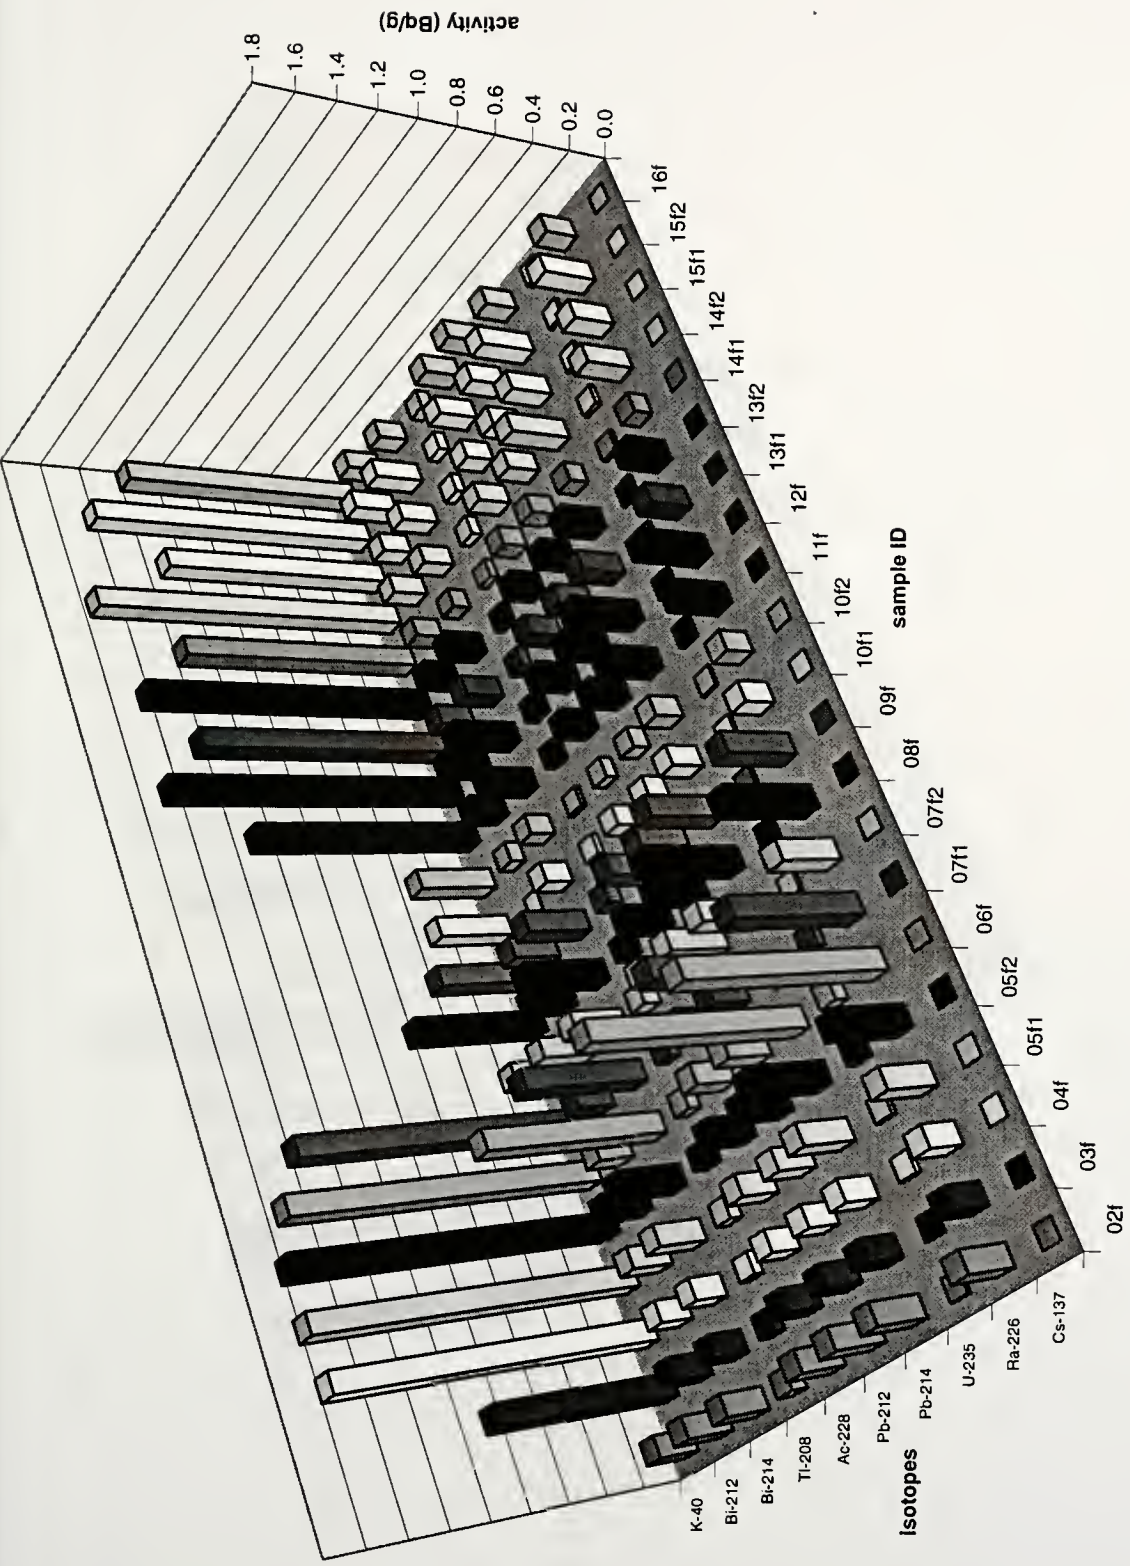 activity (Bq/g)
1.8
1.6
1.4
1.2
1.0
0.8
0.6
0.4
0.2
0.0
16f
15f2
15f1
14f2
14f1
13f2
13f1
12f
11f
10f2
10f1
09f
08f
07f2
07f1
06f
05f2
05f1
04f
03f
02f
sample ID
K-40
Bi-212
Bi-214
Tl-208
Ac-228
Pb-212
Pb-214
U-235
Ra-226
Cs-137
Isotopes